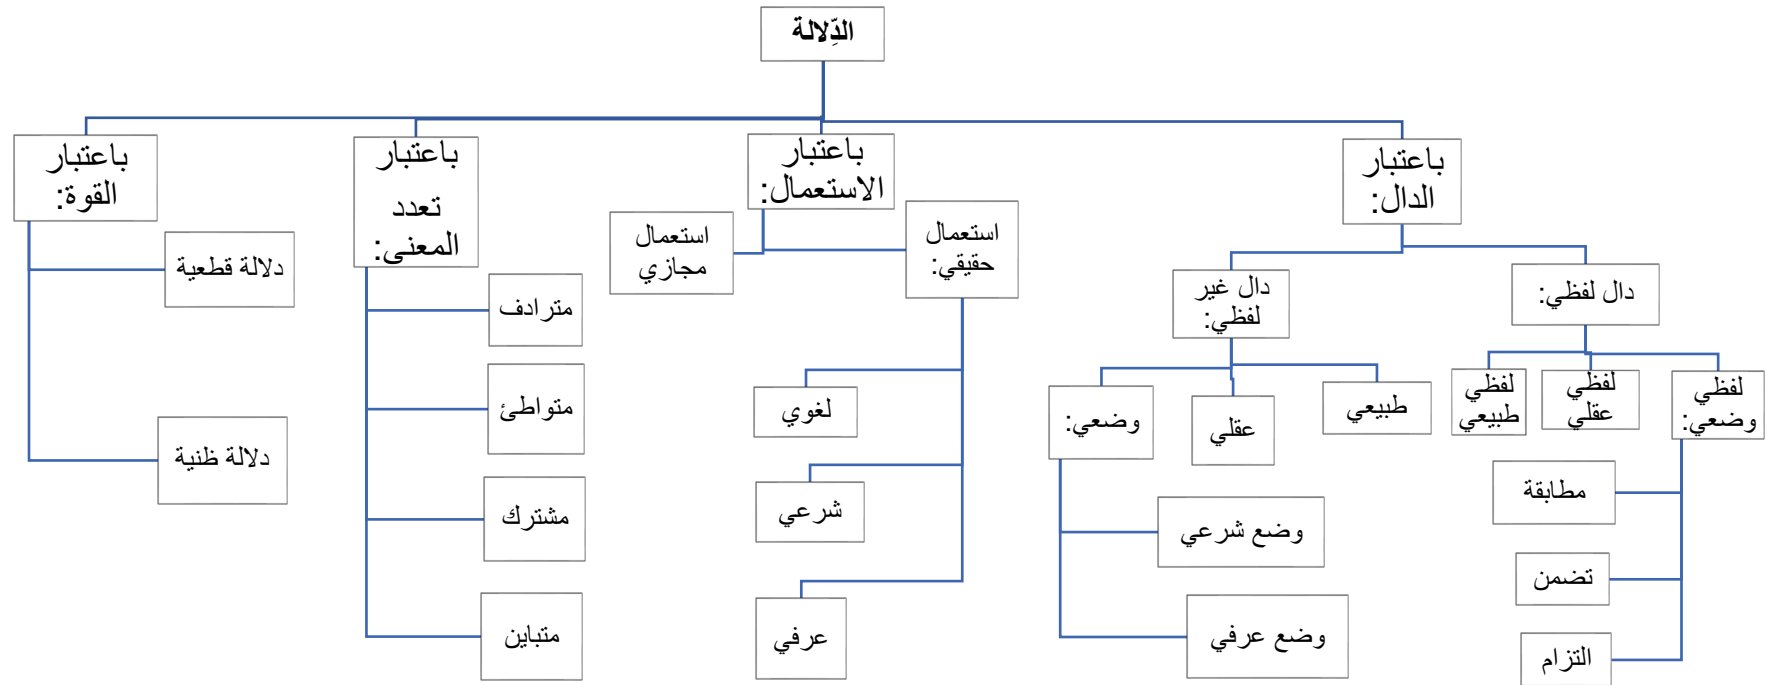 الدِّلالة
باعتبار
الدال:
دال لفظي:
لفظي
وضعي:
مطابقة
تضمن
التزام
لفظي
عقلي
لفظي
طبيعي
دال غير
لفظي:
طبيعي
عقلي
وضعي:
وضع شرعي
وضع عرفي
باعتبار
الاستعمال:
استعمال
حقيقي:
لغوي
شرعي
عرفي
استعمال
مجازي
باعتبار
تعدد
المعنى:
مترادف
متواطئ
مشترك
متباين
باعتبار
القوة:
دلالة قطعية
دلالة ظنية